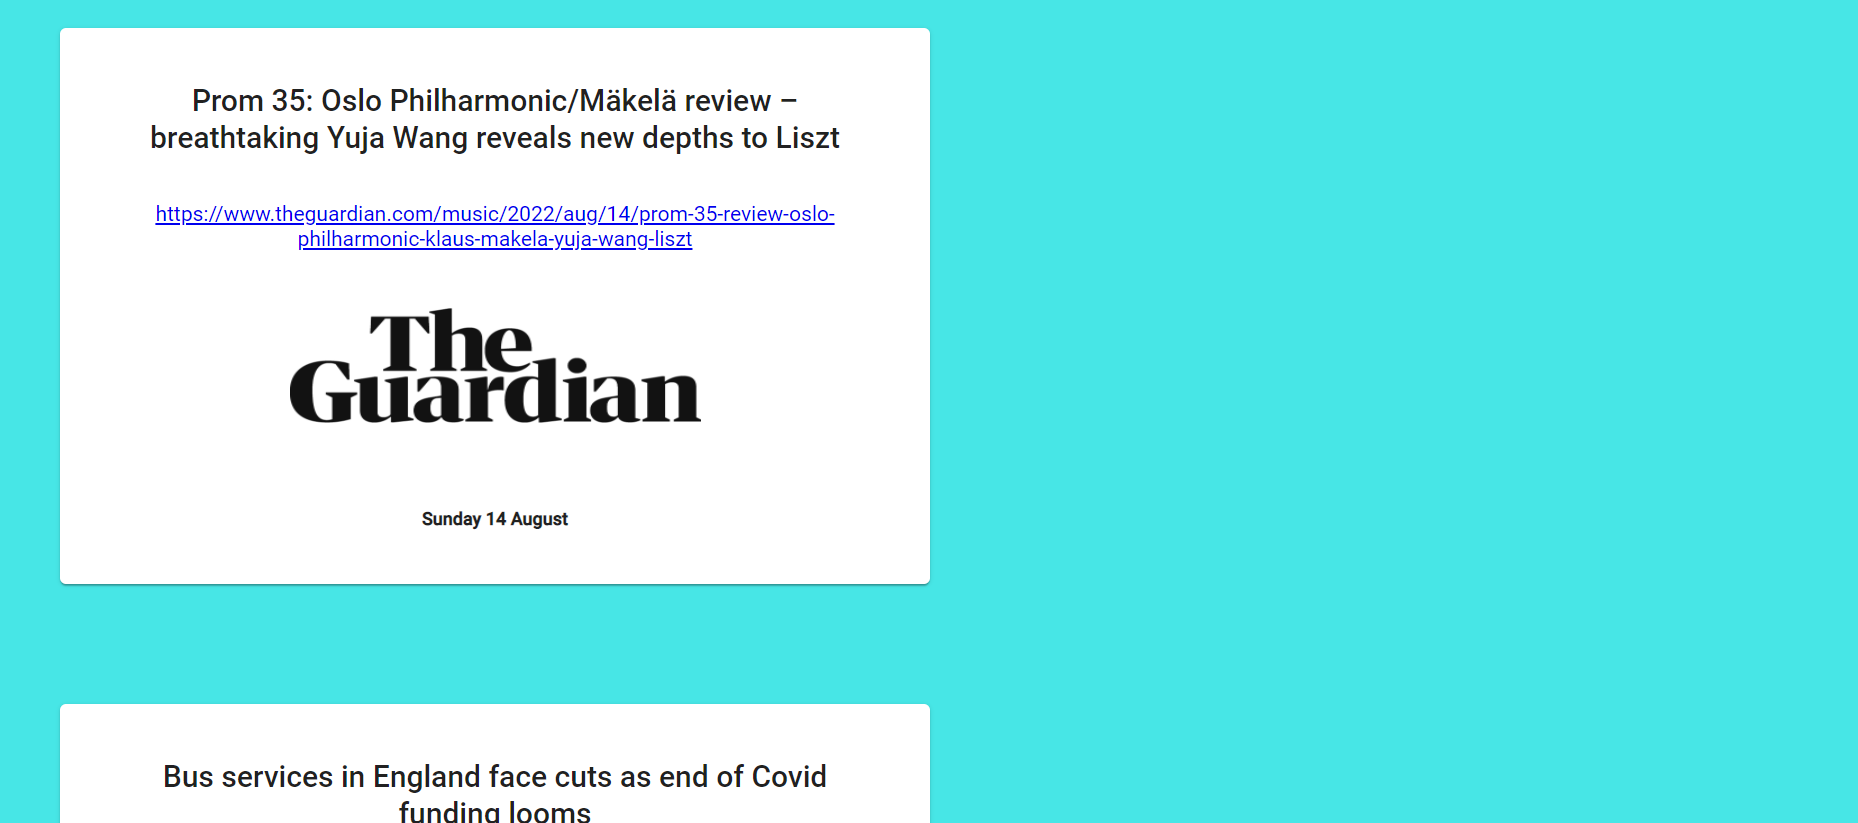 Prom 35: Oslo Philharmonic/Mäkelä review –
breathtaking Yuja Wang reveals new depths to Liszt
https://www.theguardian.com/music/2022/aug/14/prom-35-review-oslo-
philharmonic-klaus-makela-yuja-wang-liszt
The
Guardian
Sunday 14 August
Bus services in England face cuts as end of Covid
funding looms